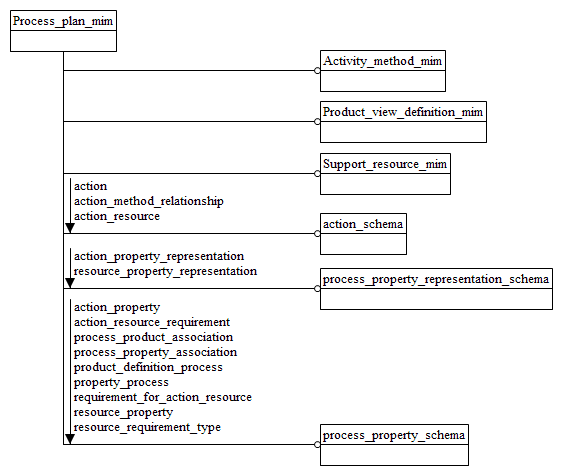 Process_plan_mim
Activity_method_mim
Product_view_definition_mim
Support_resource_mim
action
action_method_relationship
action_resource
action_schema
action_property_representation
resource_property_representation
process_property_representation_schema
action_property
action_resource_requirement
process_product_association
process_property_association
product_definition_process
property_process
requirement_for_action_resource
resource_property
resource_requirement_type
process_property_schema